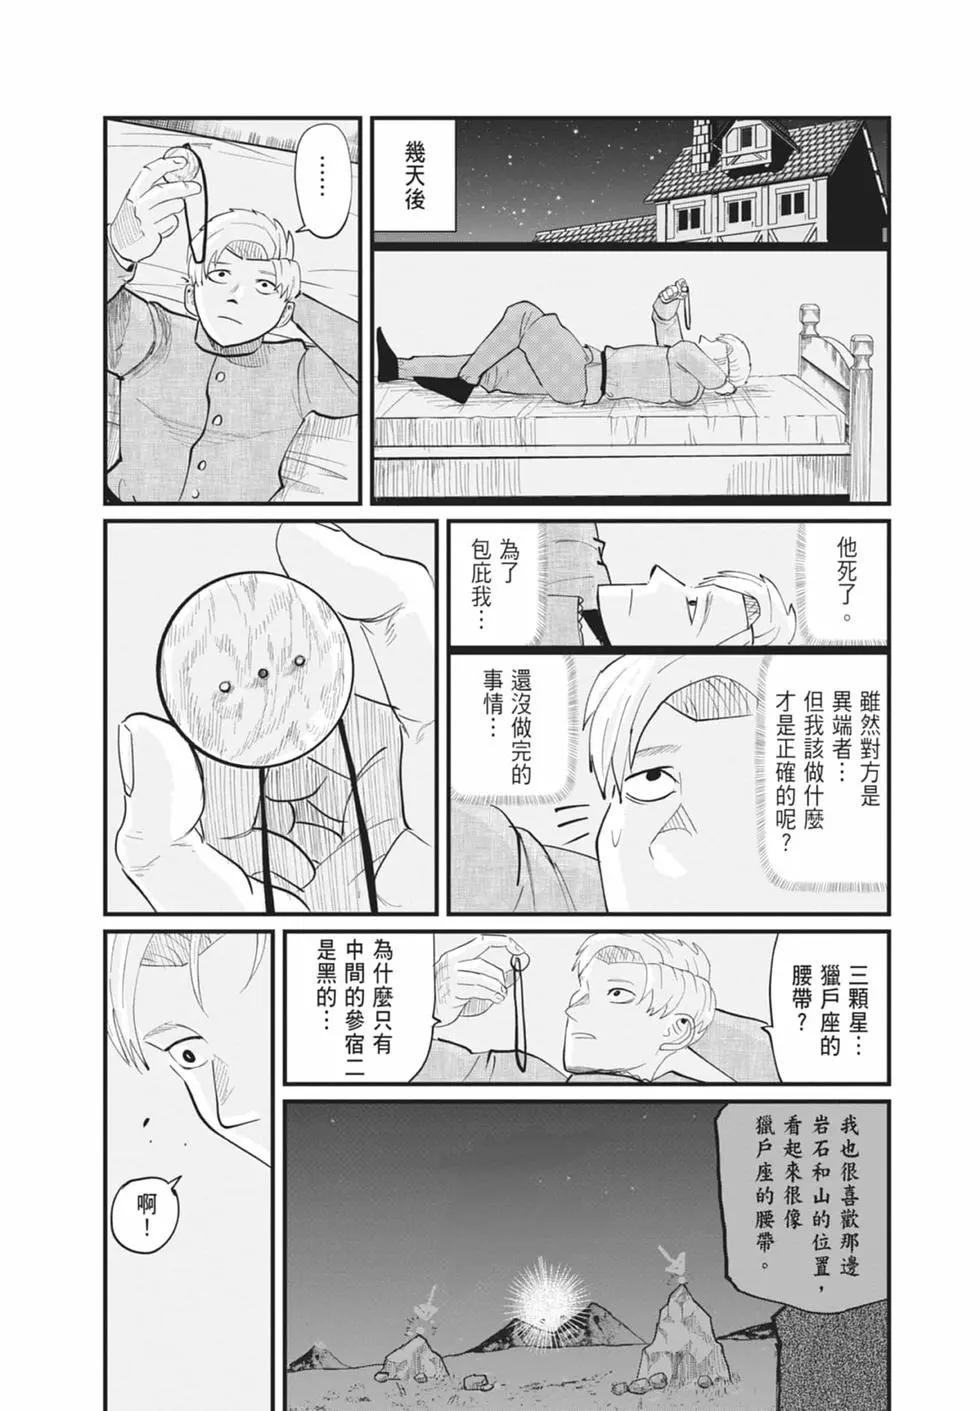 幾天後
⋯⋯
他死了。
為了
包庇我⋯
雖然對方是
異端者⋯
但我該做什麼
才是正確的呢？
還沒做完的
事情⋯
三顆星⋯
獵戶座的
腰帶？
為什麼只有
中間的參宿二
是黑的⋯
我也很喜歡那邊
岩石和山的位置，
看起來很像
獵戶座的腰帶。
啊！